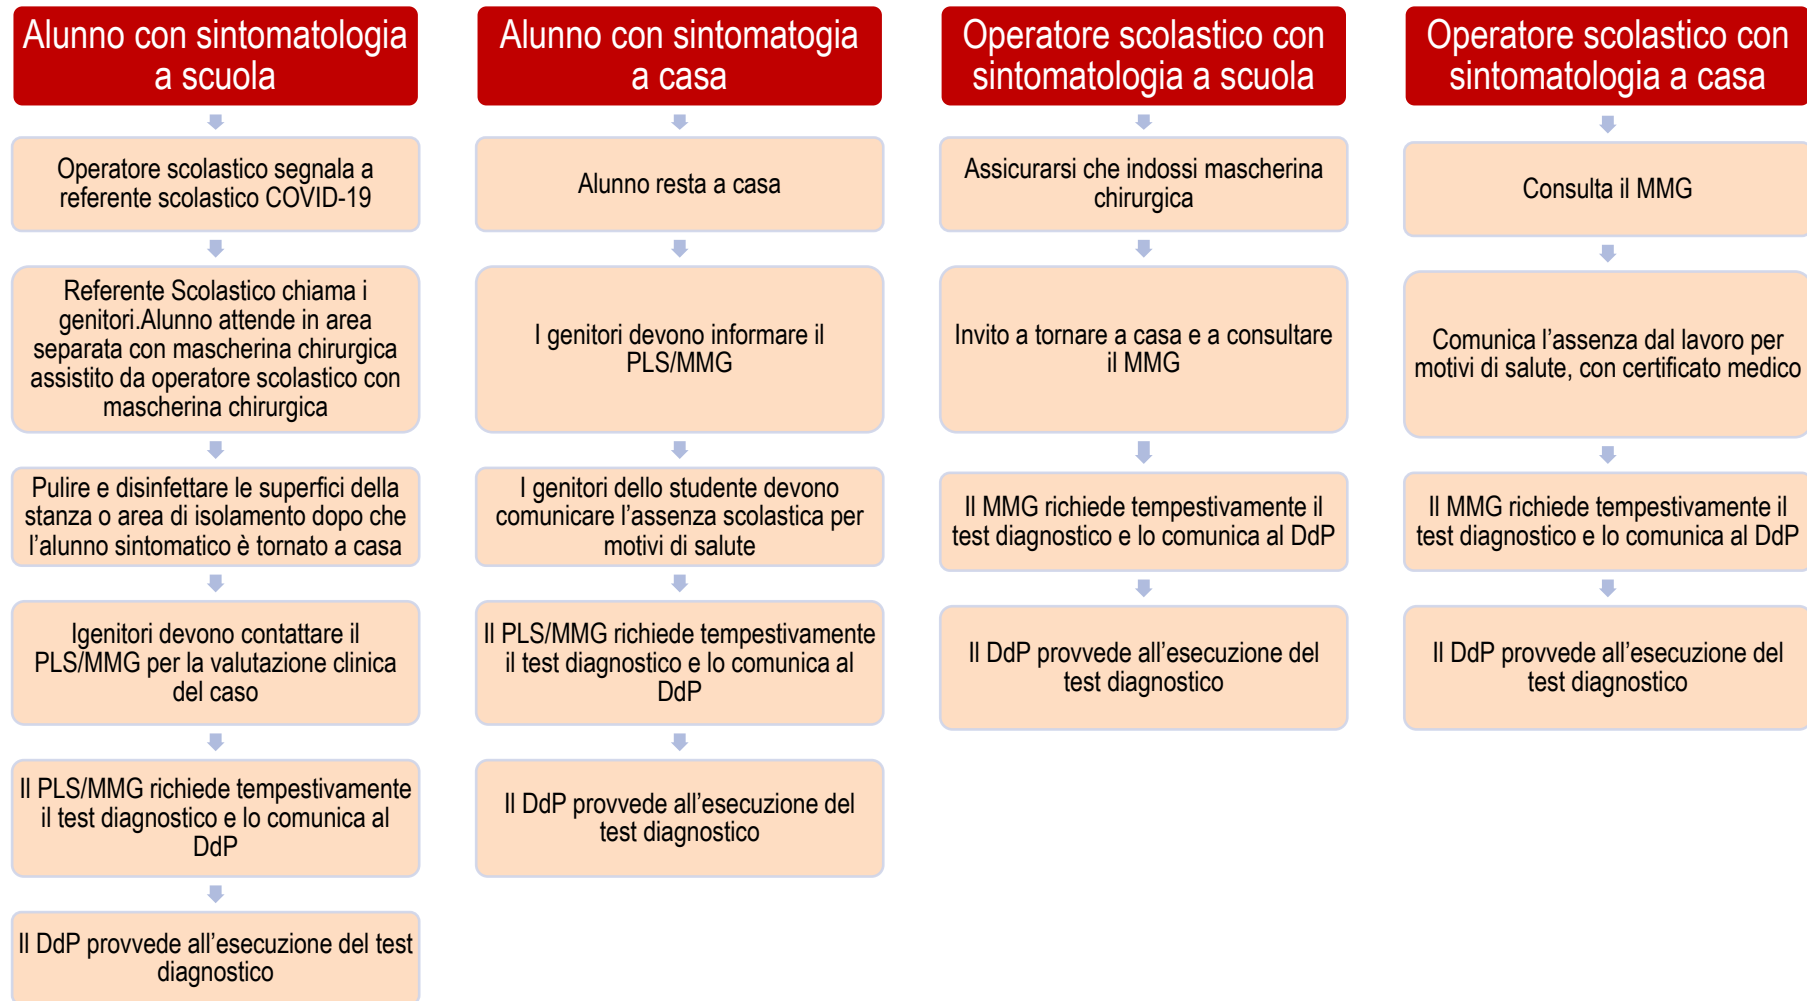 Alunno con sintomatologia
a scuola
Operatore scolastico segnala a
referente scolastico COVID-19
Referente Scolastico chiama i
genitori.Alunno attende in area
separata con mascherina chirurgica
assistito da operatore scolastico con
mascherina chirurgica
Pulire e disinfettare le superfici della
stanza o area di isolamento dopo che
l’alunno sintomatico è tornato a casa
Igenitori devono contattare il
PLS/MMG per la valutazione clinica
del caso
Il PLS/MMG richiede tempestivamente
il test diagnostico e lo comunica al
DdP
Il DdP provvede all’esecuzione del test
diagnostico
Alunno con sintomatogia
a casa
Alunno resta a casa
I genitori devono informare il
PLS/MMG
I genitori dello studente devono
comunicare l’assenza scolastica per
motivi di salute
Il PLS/MMG richiede tempestivamente
il test diagnostico e lo comunica al
DdP
Il DdP provvede all’esecuzione del
test diagnostico
Operatore scolastico con
sintomatologia a scuola
Assicurarsi che indossi mascherina
chirurgica
Invito a tornare a casa e a consultare
il MMG
Il MMG richiede tempestivamente il
test diagnostico e lo comunica al DdP
Il DdP provvede all’esecuzione del
test diagnostico
Operatore scolastico con
sintomatologia a casa
Consulta il MMG
Comunica l’assenza dal lavoro per
motivi di salute, con certificato medico
Il MMG richiede tempestivamente il
test diagnostico e lo comunica al DdP
Il DdP provvede all’esecuzione del
test diagnostico